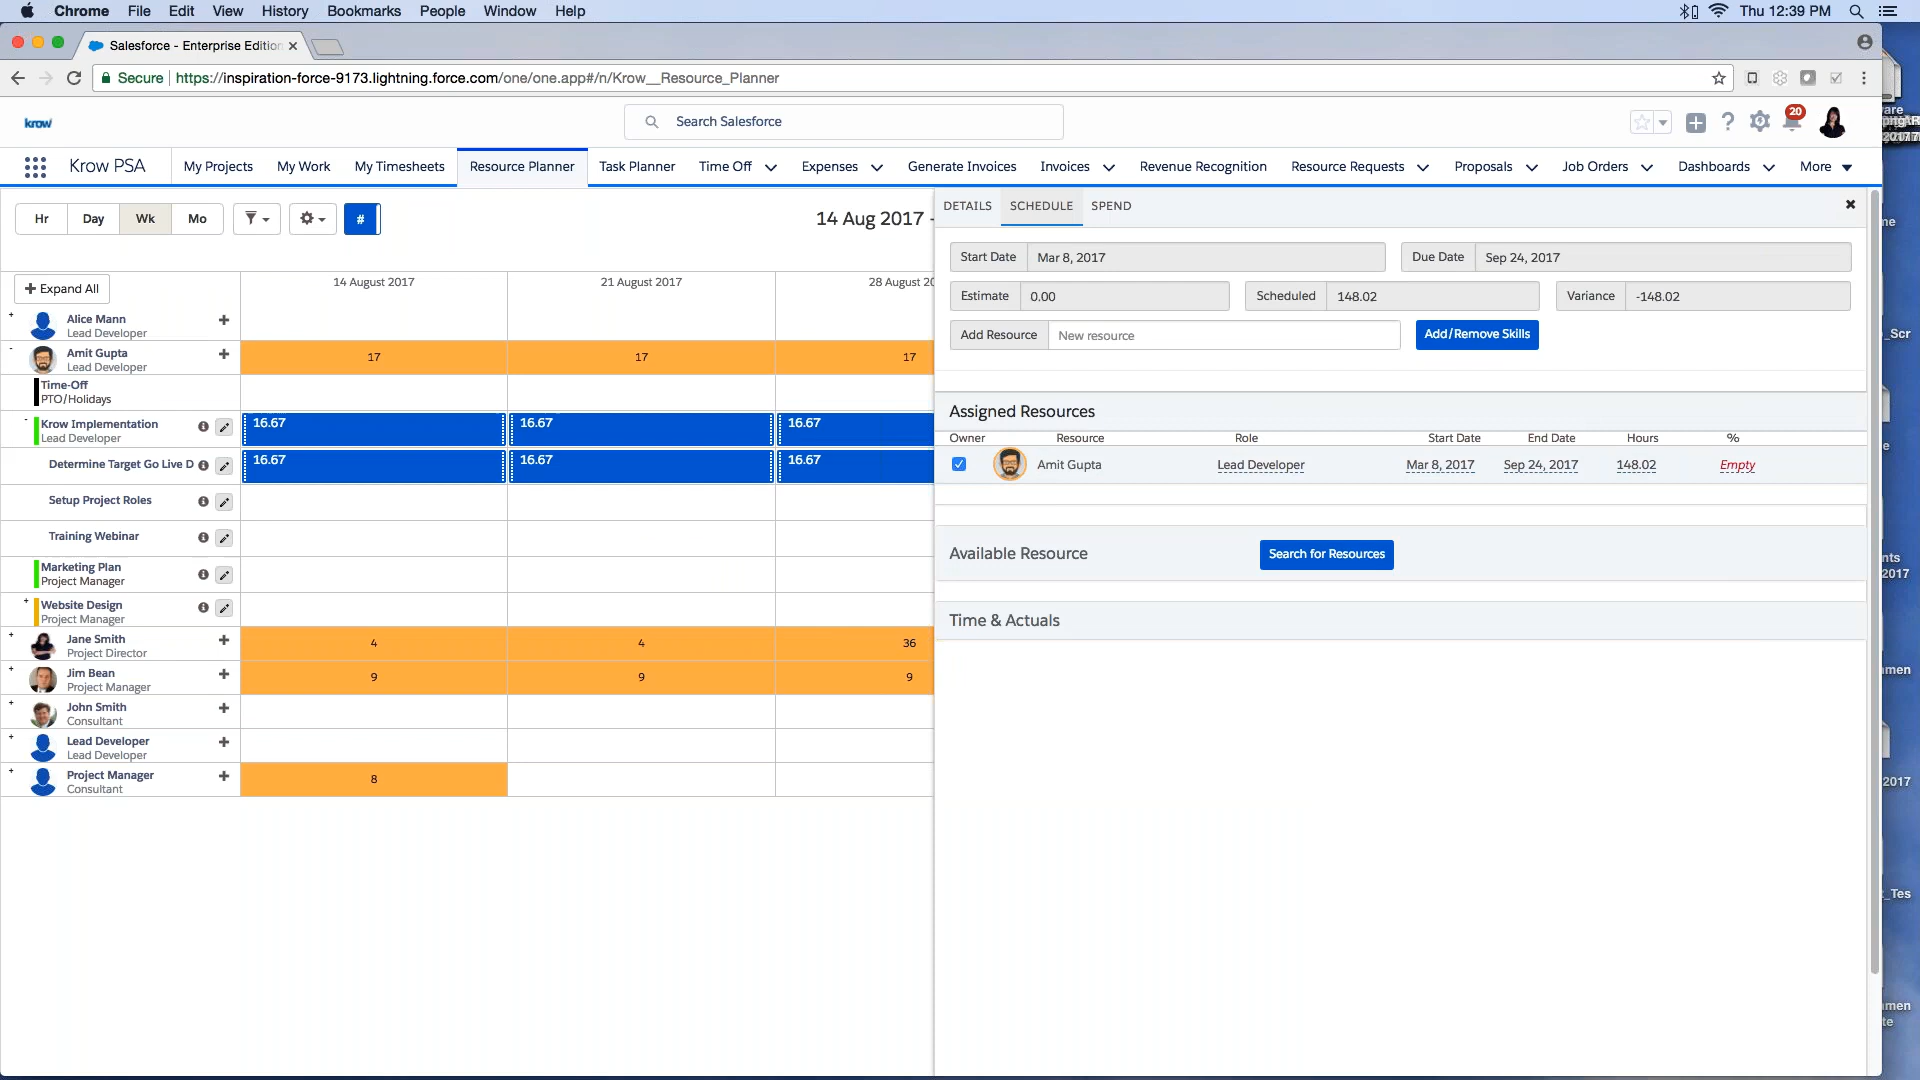 Chrome File Edit View History Bookmarks People Window Help Thu 12:39 PM
Salesforce - Enterprise Edition
Secure https://inspiration-force-9173.lightning.force.com/one/one.app#/n/Krow__Resource_Planner
krow Search Salesforce 20
Krow PSA My Projects My Work My Timesheets Resource Planner Task Planner Time Off Expenses Generate Invoices Invoices Revenue Recognition Resource Requests Proposals Job Orders Dashboards More
Hr Day Wk Mo # 14 Aug 2017 -
Expand All
14 August 2017 21 August 2017 28 August 20
Alice Mann
Lead Developer
Amit Gupta
Lead Developer
17 17 17
Time-Off
PTO/Holidays
Krow Implementation
Lead Developer
16.67 16.67 16.67
Determine Target Go Live D
16.67 16.67 16.67
Setup Project Roles
Training Webinar
Marketing Plan
Project Manager
Website Design
Project Manager
Jane Smith
Project Director
4 4 36
Jim Bean
Project Manager
9 9 9
John Smith
Consultant
Lead Developer
Lead Developer
Project Manager
Consultant
8
DETAILS SCHEDULE SPEND
Start Date Mar 8, 2017 Due Date Sep 24, 2017
Estimate 0.00 Scheduled 148.02 Variance -148.02
Add Resource New resource Add/Remove Skills
Assigned Resources
Owner Resource Role Start Date End Date Hours %
Amit Gupta Lead Developer Mar 8, 2017 Sep 24, 2017 148.02 Empty
Available Resource Search for Resources
Time & Actuals
are
me
_Scr
e
nts
2017
men
2017
_Tes
men
te